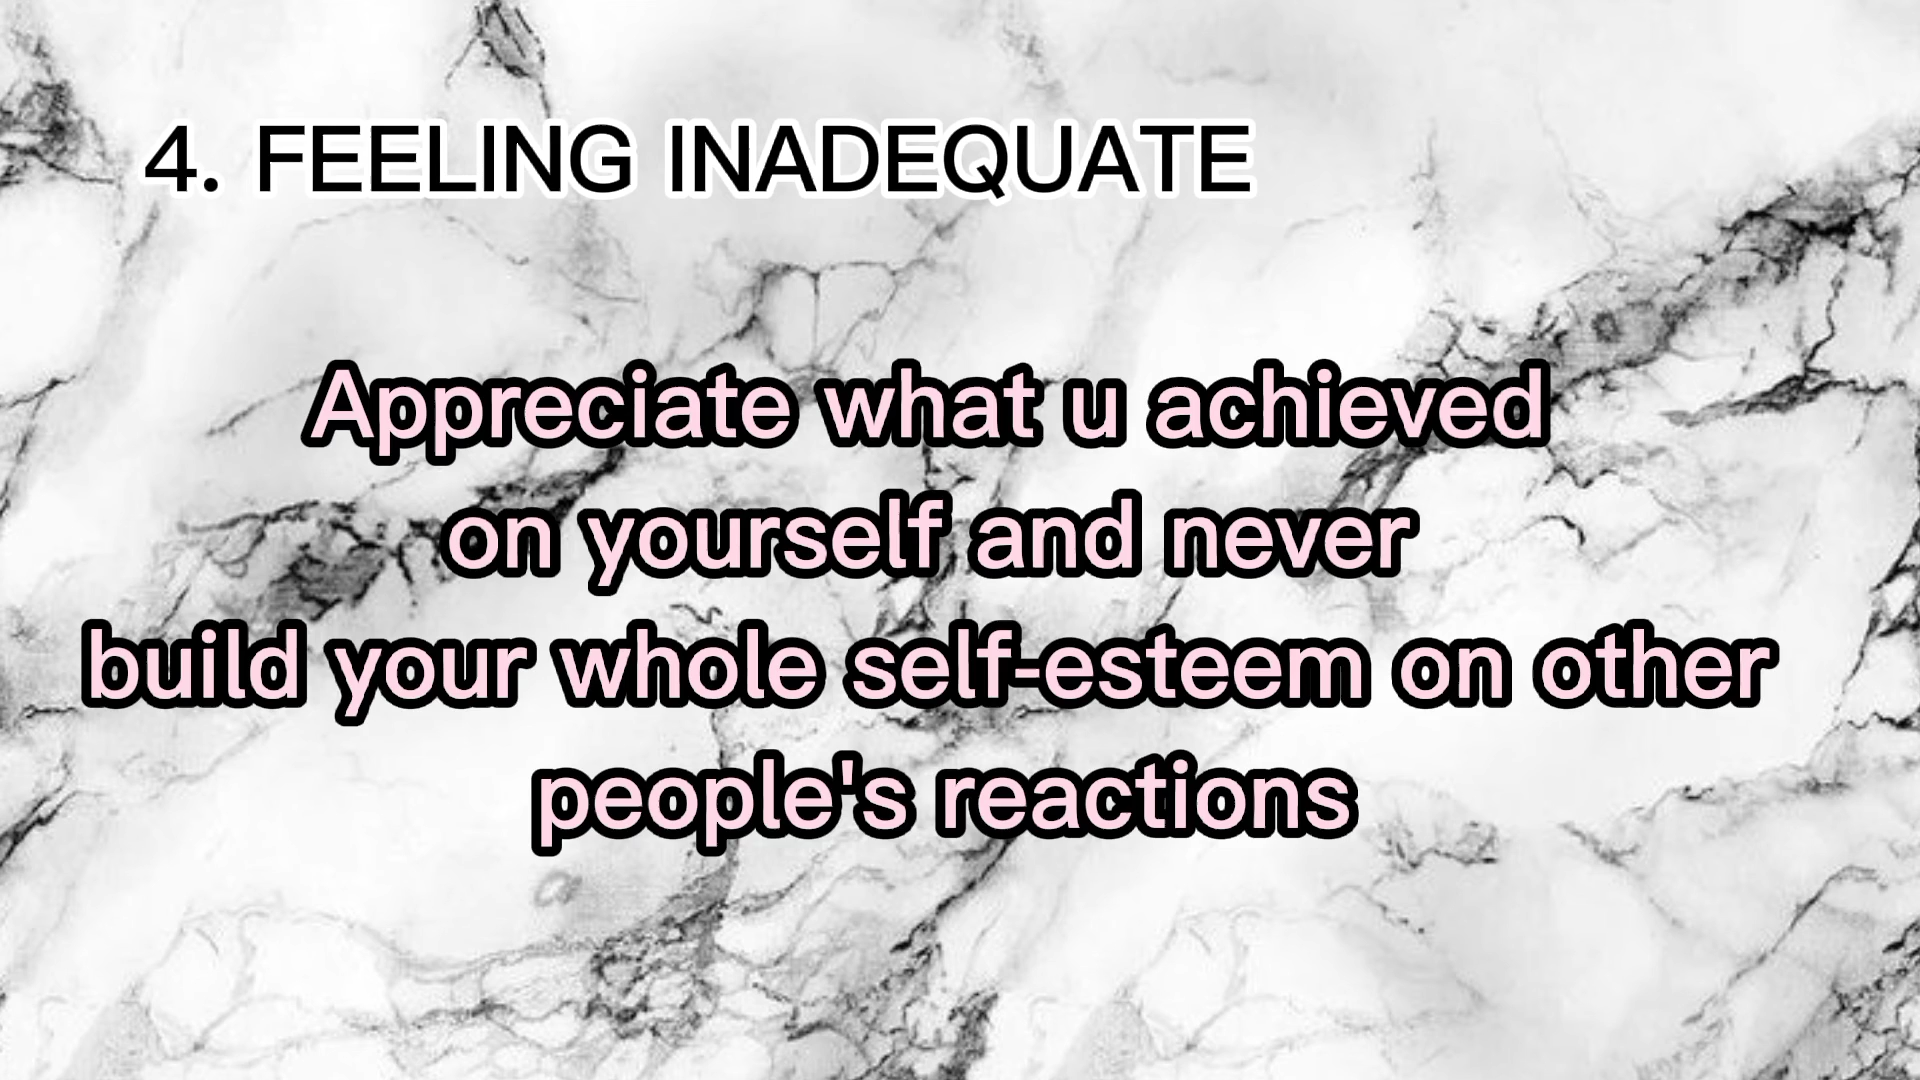 4. FEELING INADEQUATE
Appreciate what u achieved
on yourself and never
build your whole self-esteem on other
people's reactions